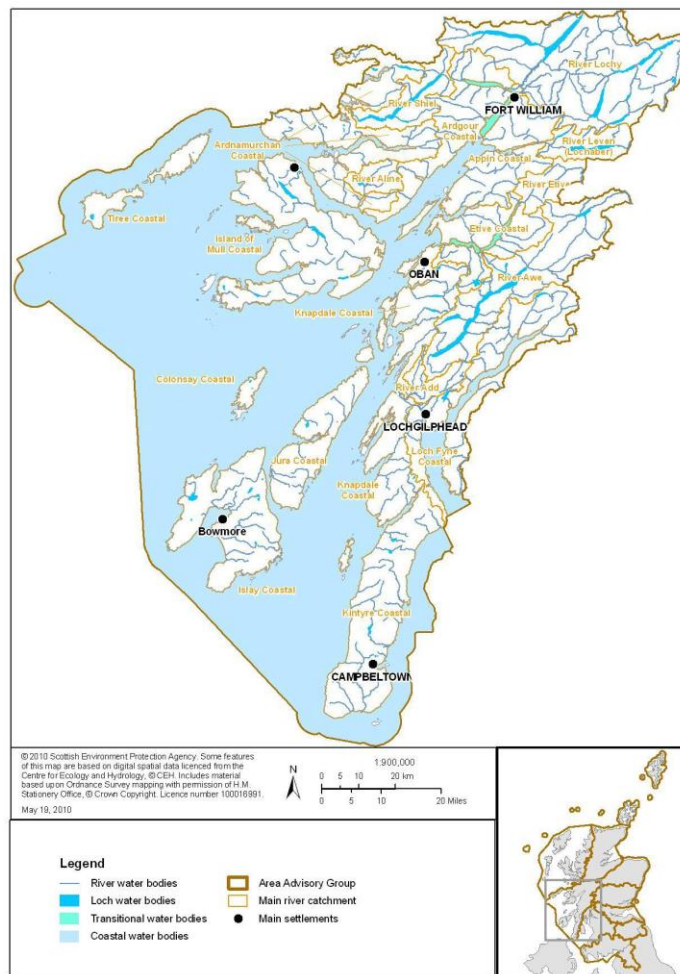 River Lochy
River Shiel
FORT WILLIAM
Ardgour
Coastal
Ardnamurchan
Coastal
River Leven
(Lochaber)
Appin Coastal
River Aline
River Etive
Tiree Coastal
Etive Coastal
Island of
Mull Coastal
OBAN
River Awe
Knapdale Coastal
Colonsay Coastal
River Add
LOCHGILPHEAD
Loch Fyne
Coastal
Jura Coastal
Knapdale
Coastal
Bowmore
Islay Coastal
Kintyre Coastal
CAMPBELTOWN
© 2010 Scottish Environment Protection Agency. Some features
of this map are based on digital spatial data licenced from the
Centre for Ecology and Hydrology, © CEH. Includes material
based upon Ordnance Survey mapping with permission of H.M.
Stationery Office, © Crown Copyright. Licence number 100016991.
May 19, 2010
N
1:900,000
0 5 10 20 km
0 5 10 20 Miles
Legend
River water bodies
Loch water bodies
Transitional water bodies
Coastal water bodies
Area Advisory Group
Main river catchment
Main settlements